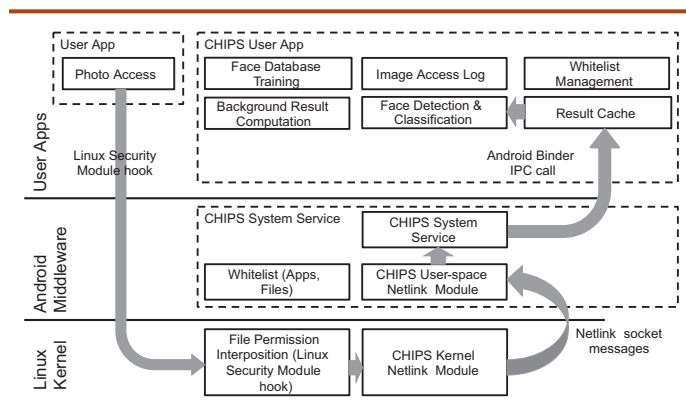 User App
Photo Access
CHIPS User App
Face Database
Training
Image Access Log
Whitelist
Management
Background Result
Computation
Face Detection &
Classification
Result Cache
User Apps
Linux Security
Module hook
Android Binder
IPC call
Android
Middleware
CHIPS System Service
CHIPS System
Service
Whitelist (Apps,
Files)
CHIPS User-space
Netlink Module
Linux
Kernel
File Permission
Interposition (Linux
Security Module
hook)
CHIPS Kernel
Netlink Module
Netlink socket
messages